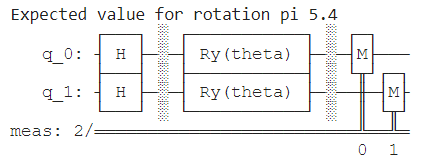 Expected value for rotation pi 5.4
q_0: H Ry(theta) M
q_1: H Ry(theta) M
meas: 2/
0 1